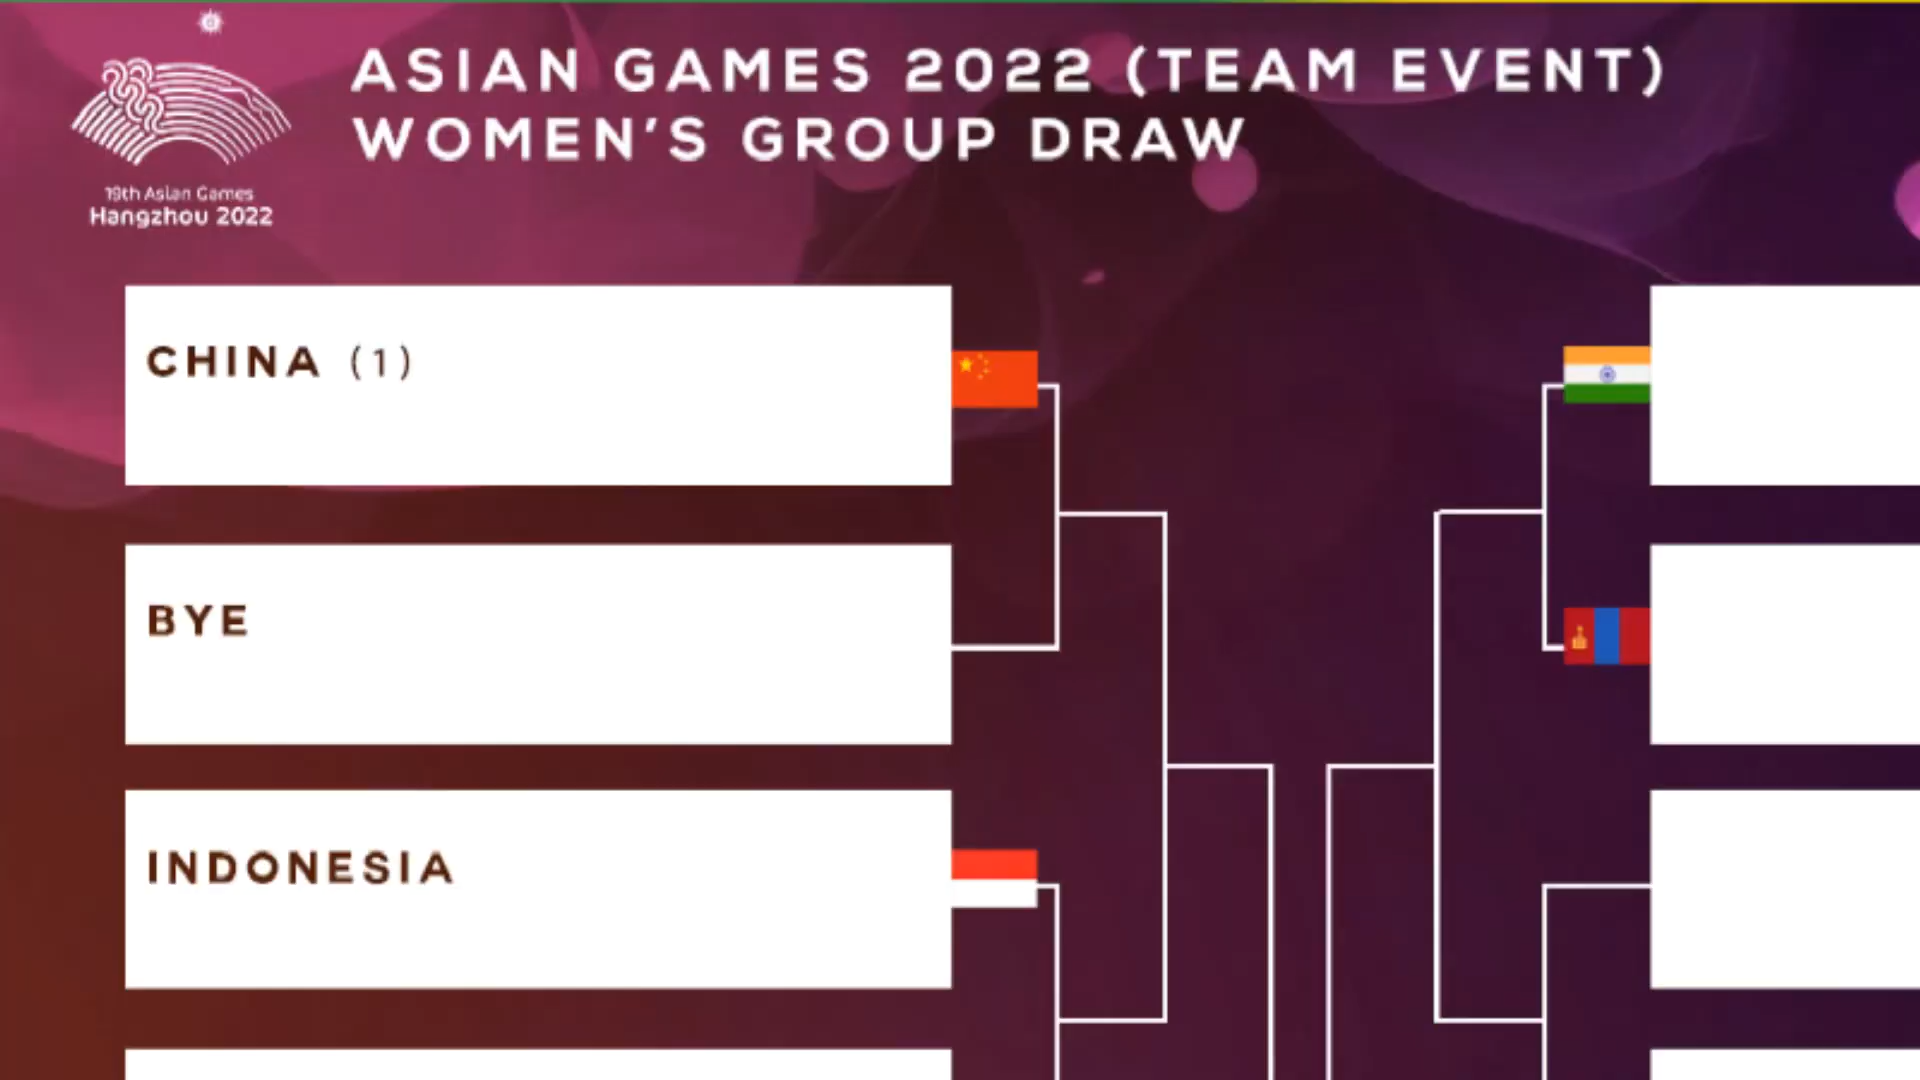 ASIAN GAMES 2022 (TEAM EVENT)
WOMEN'S GROUP DRAW
19th Asian Games
Hangzhou 2022
CHINA (1)
BYE
INDONESIA